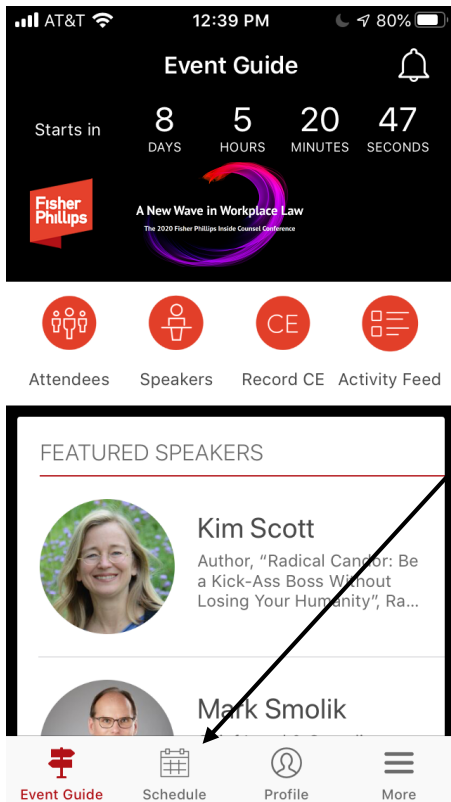 AT&T 12:39 PM 80%
Event Guide
Starts in
8 5 20 47
DAYS HOURS MINUTES SECONDS
Fisher
Phillips
A New Wave in Workplace Law
The 2020 Fisher Phillips Inside Counsel Conference
CE
Attendees Speakers Record CE Activity Feed
FEATURED SPEAKERS
Kim Scott
Author, “Radical Candor: Be
a Kick-Ass Boss Without
Losing Your Humanity”, Ra...
Mark Smolik
Event Guide Schedule Profile More